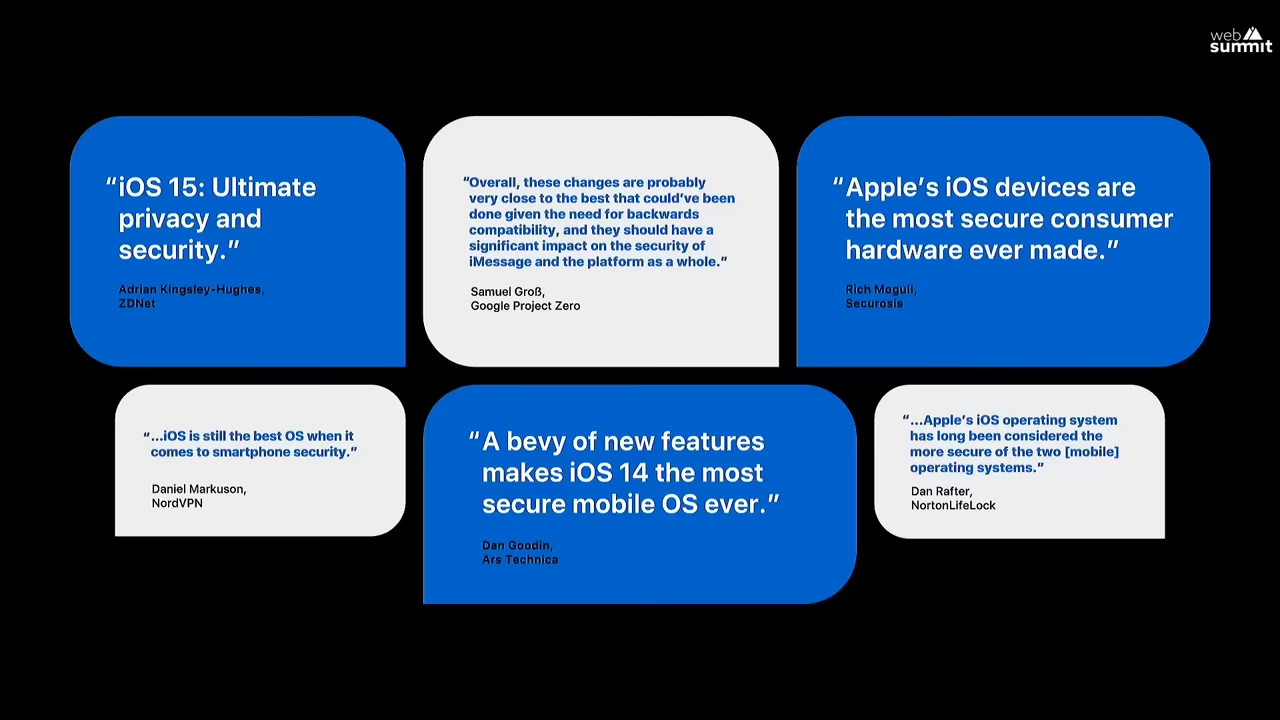 web
summit
“iOS 15: Ultimate
privacy and
security.”
Adrian Kingsley-Hughes,
ZDNet
“Overall, these changes are probably
very close to the best that could’ve been
done given the need for backwards
compatibility, and they should have a
significant impact on the security of
iMessage and the platform as a whole.”
Samuel Groß,
Google Project Zero
“Apple’s iOS devices are
the most secure consumer
hardware ever made.”
Rich Mogull,
Securosis
“...iOS is still the best OS when it
comes to smartphone security.”
Daniel Markuson,
NordVPN
“A bevy of new features
makes iOS 14 the most
secure mobile OS ever.”
Dan Goodin,
Ars Technica
“...Apple’s iOS operating system
has long been considered the
more secure of the two [mobile]
operating systems.”
Dan Rafter,
NortonLifeLock